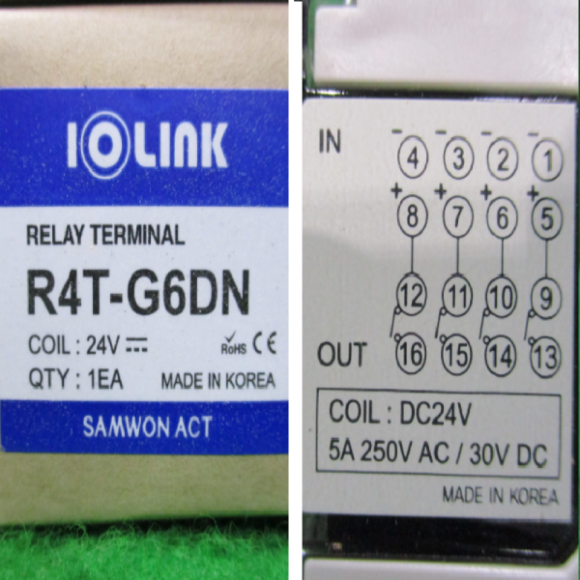 IOLINK
RELAY TERMINAL
R4T-G6DN
COIL : 24V ⎓
RoHS CE
QTY : 1EA MADE IN KOREA
SAMWON ACT
IN - 4 - 3 - 2 - 1
+ 8 + 7 + 6 + 5
12 11 10 9
OUT 16 15 14 13
COIL : DC24V
5A 250V AC / 30V DC
MADE IN KOREA